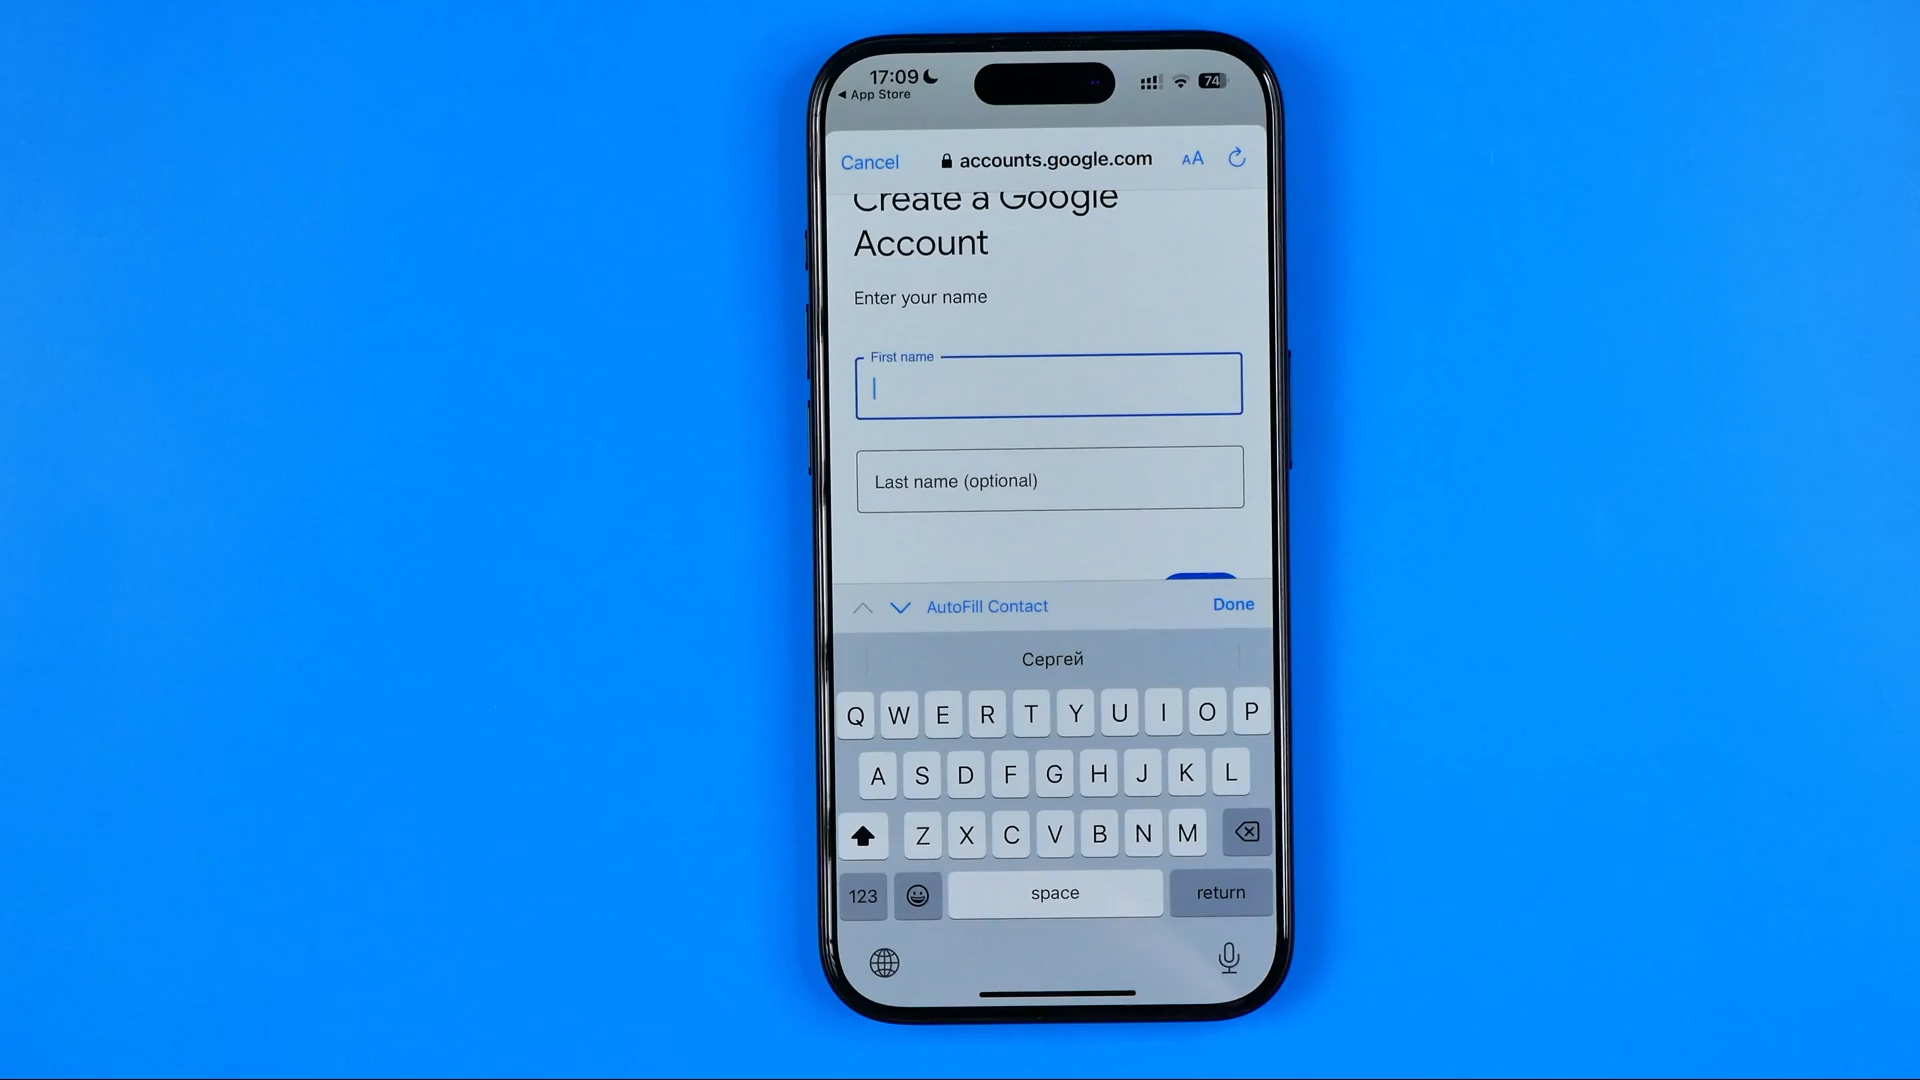 17:09
74
◀ App Store
Cancel
accounts.google.com
AA
Create a Google
Account
Enter your name
First name
Last name (optional)
AutoFill Contact
Done
Сергей
Q W E R T Y U I O P
A S D F G H J K L
Z X C V B N M
123
space
return